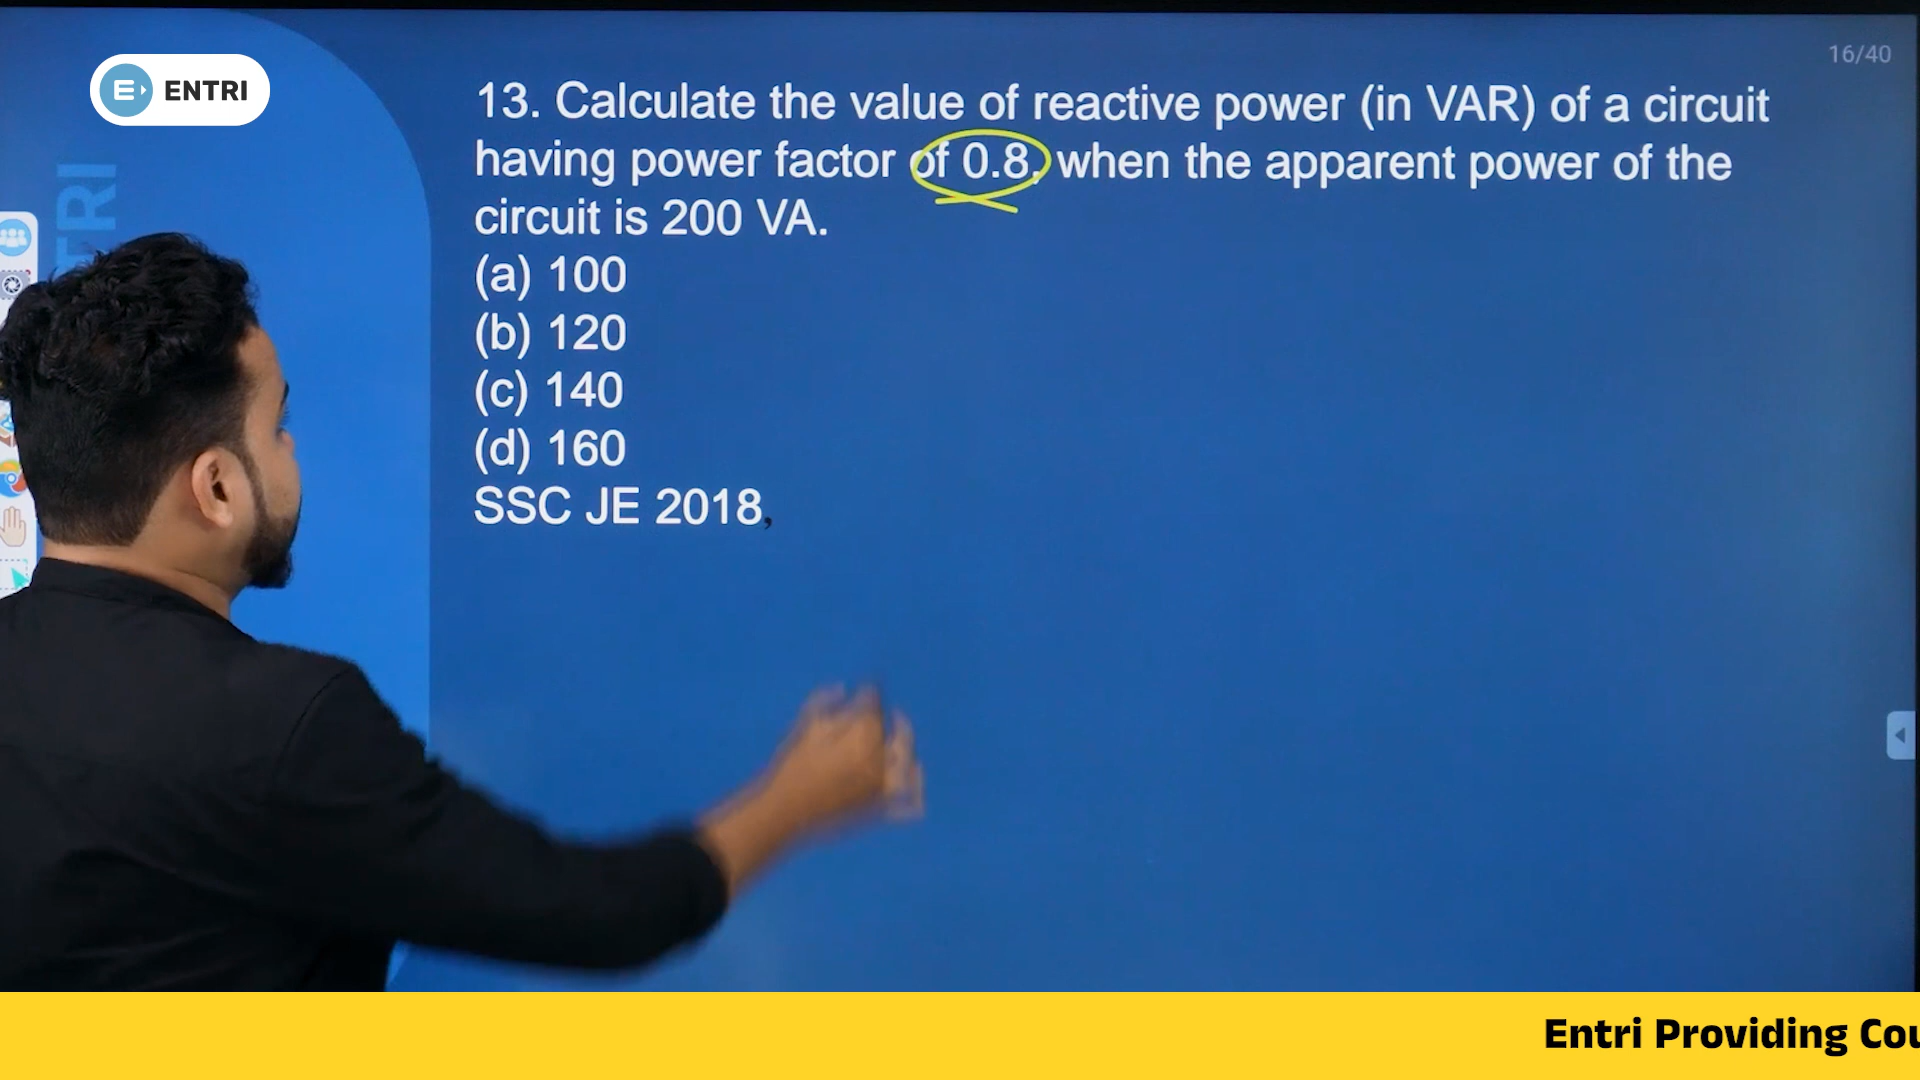 16/40
ENTRI
13. Calculate the value of reactive power (in VAR) of a circuit
having power factor of 0.8, when the apparent power of the
circuit is 200 VA.
(a) 100
(b) 120
(c) 140
(d) 160
SSC JE 2018,
TRI
Entri Providing